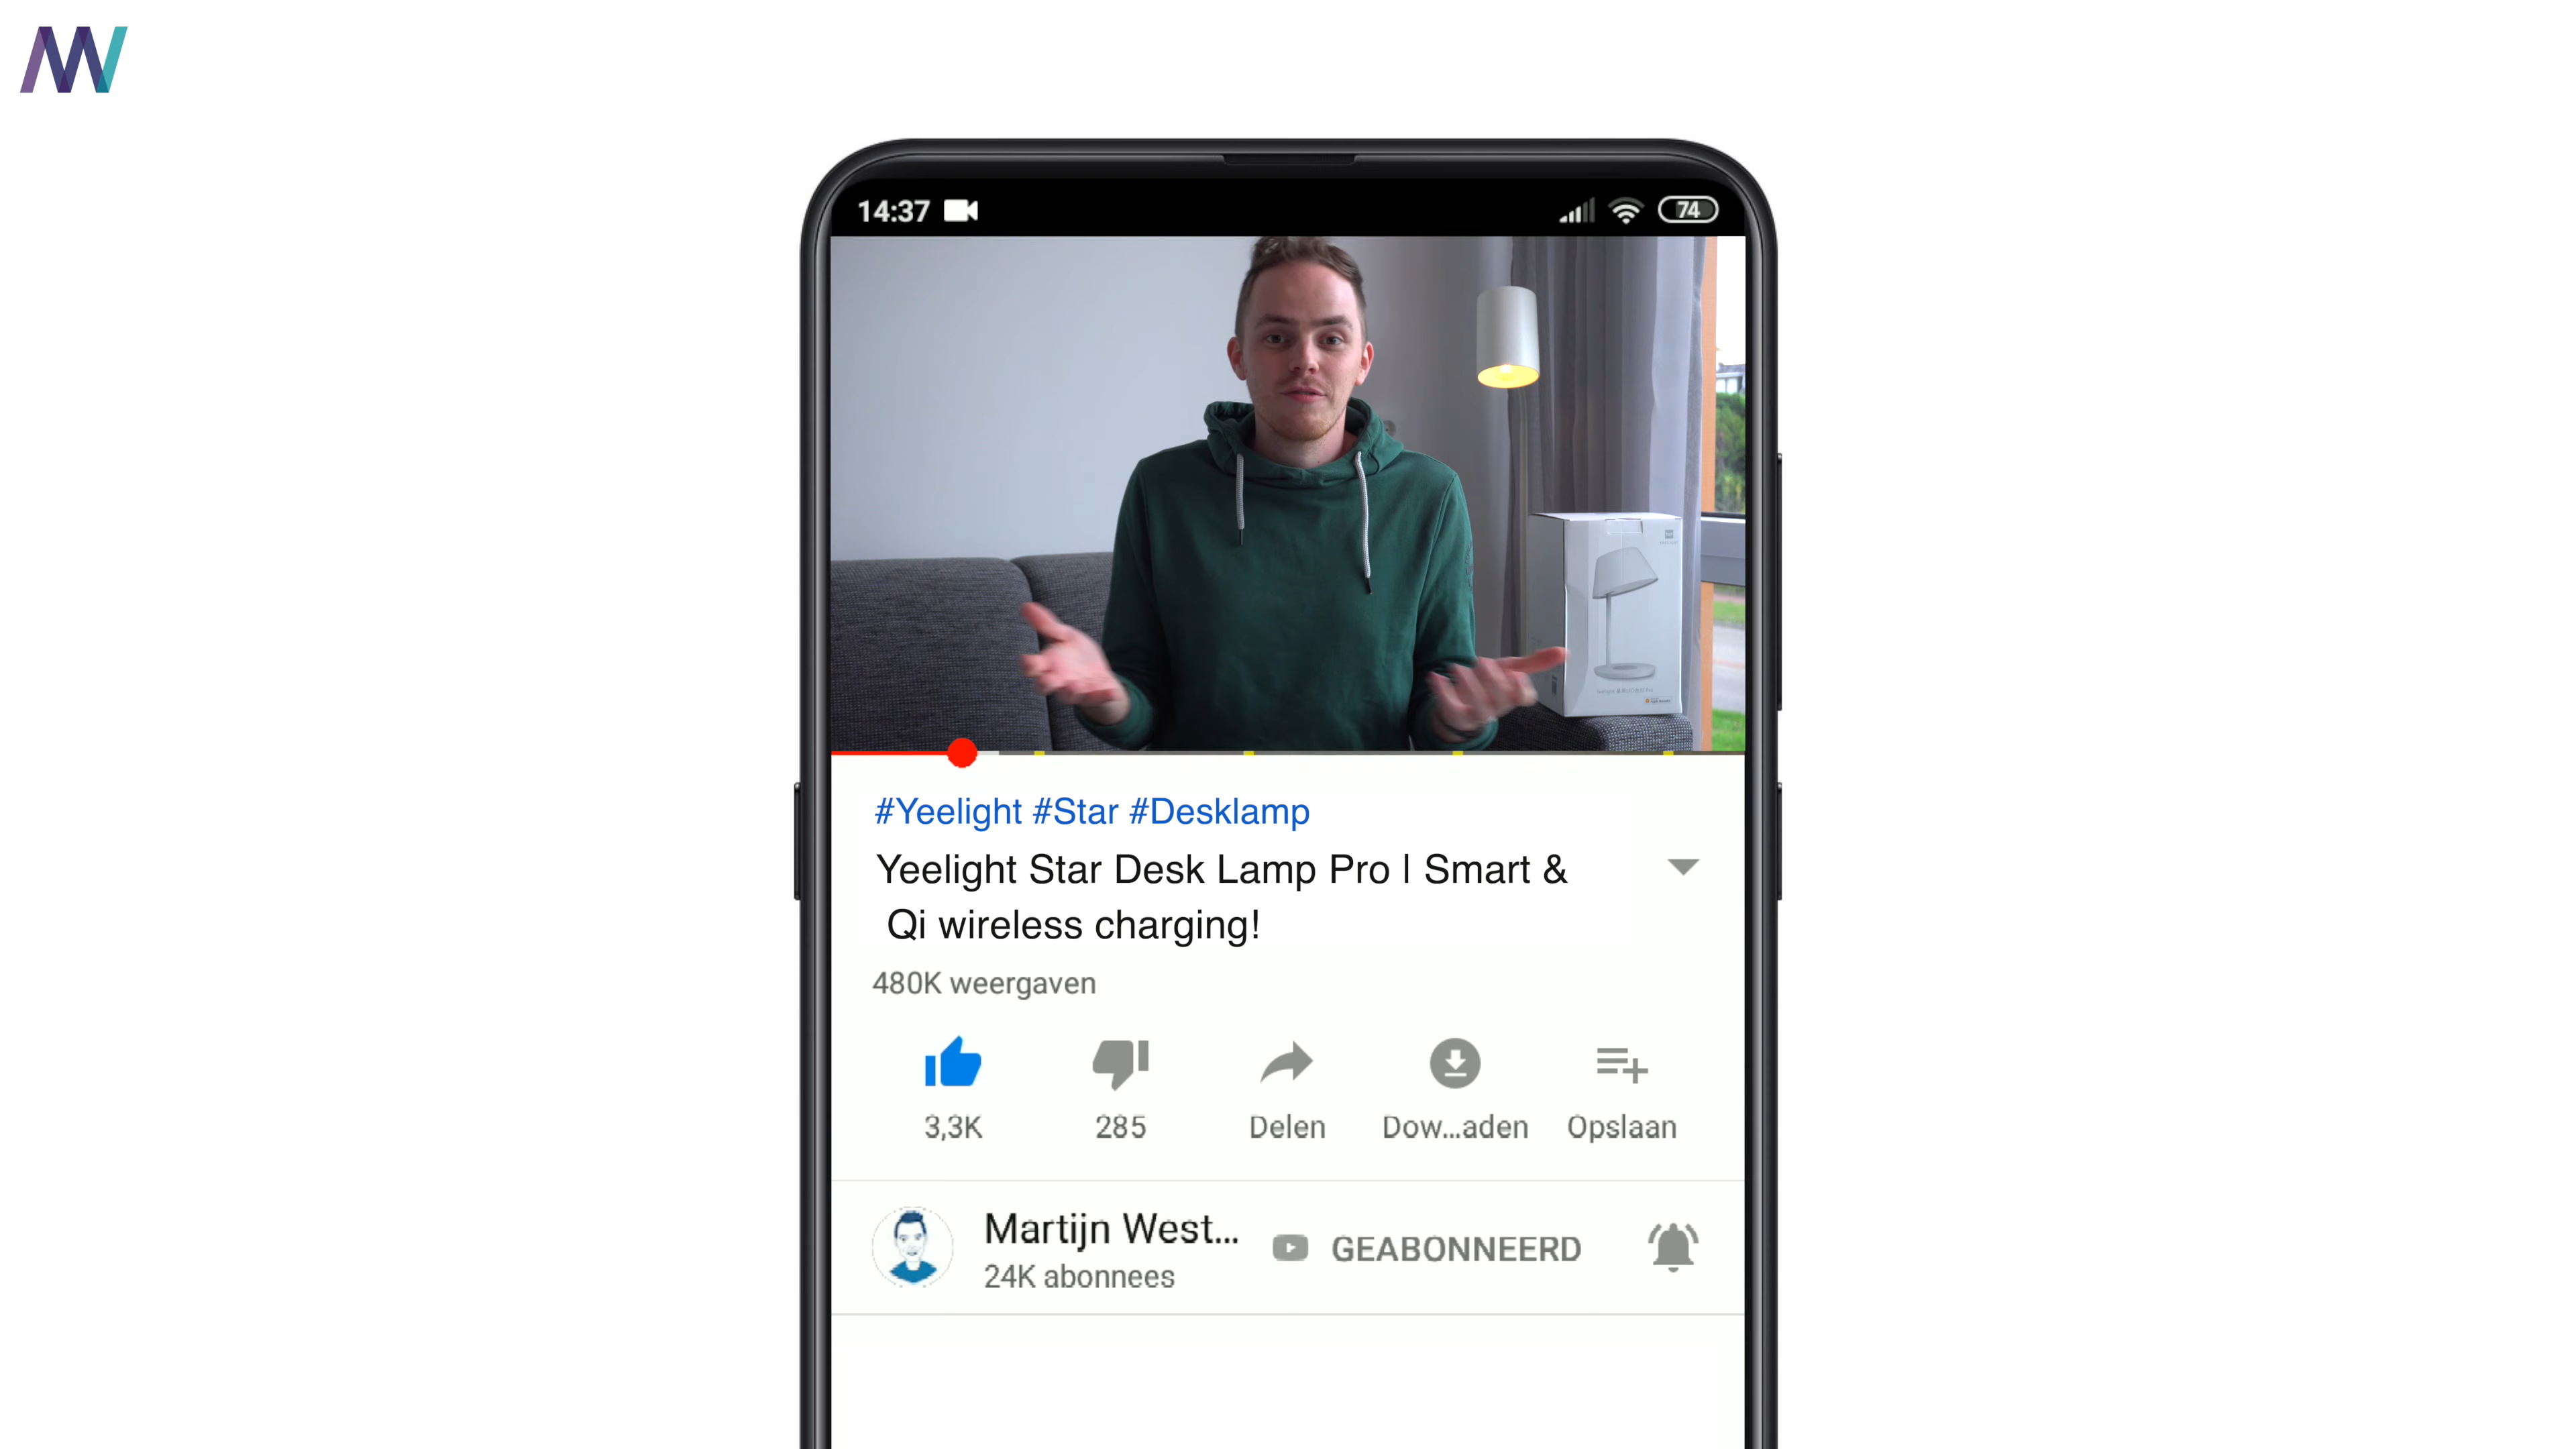 14:37
74
#Yeelight #Star #Desklamp
Yeelight Star Desk Lamp Pro | Smart &
Qi wireless charging!
480K weergaven
3,3K
285
Delen
Dow...aden
Opslaan
Martijn West...
GEABONNEERD
24K abonnees